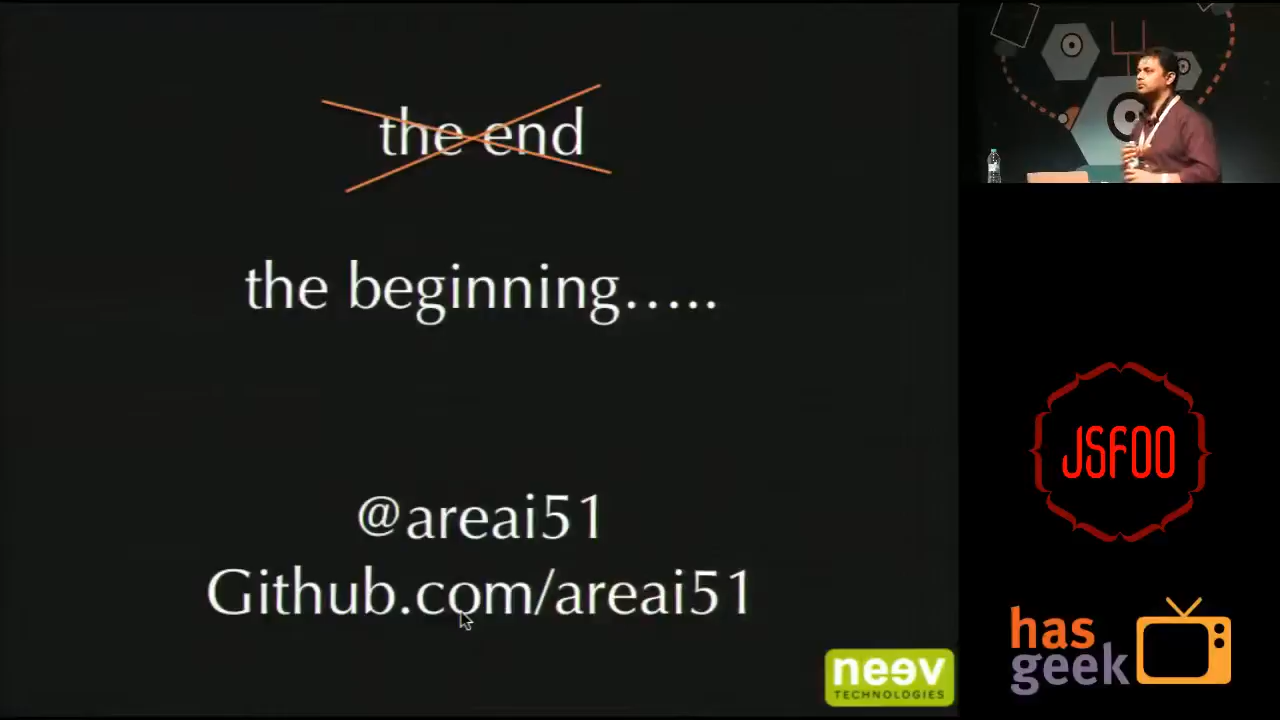 the end
the beginning.....
@areai51
Github.com/areai51
neev
TECHNOLOGIES
JSFOO
has
geek